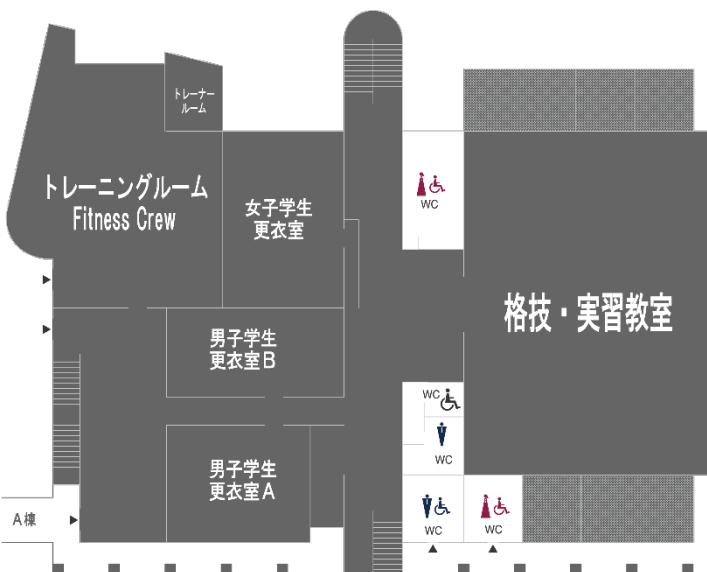 トレーナー
ルーム
トレーニングルーム
Fitness Crew
女子学生
更衣室
WC
格技・実習教室
男子学生
更衣室B
WC
WC
男子学生
更衣室A
A棟
WC
WC